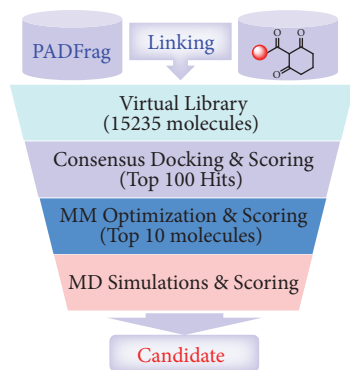 PADFrag
Linking
O O
O
Virtual Library
(15235 molecules)
Consensus Docking & Scoring
(Top 100 Hits)
MM Optimization & Scoring
(Top 10 molecules)
MD Simulations & Scoring
Candidate